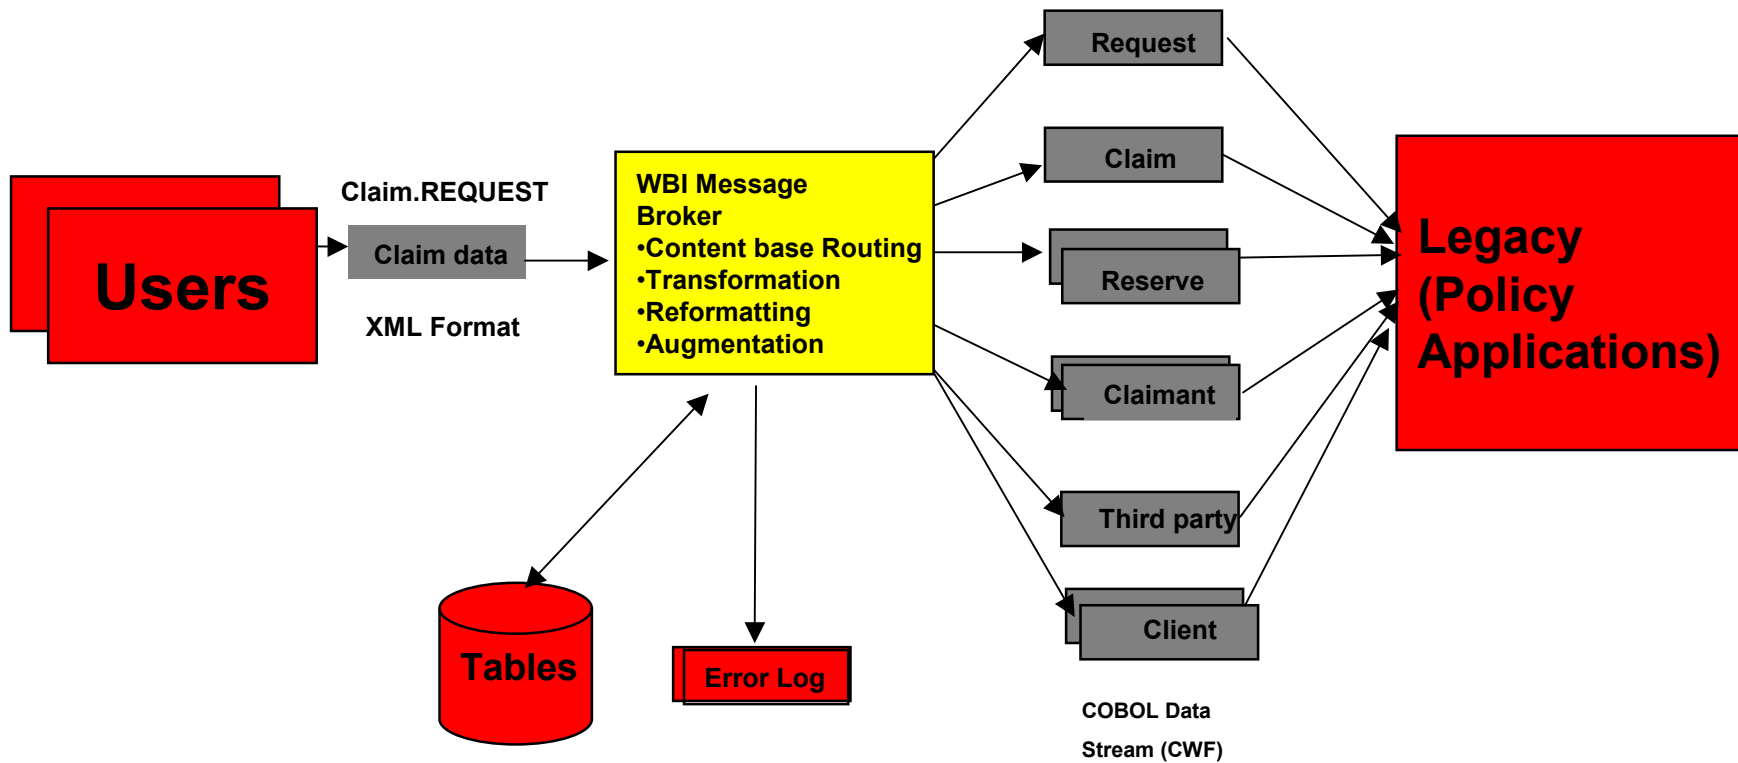 Users
Claim.REQUEST
Claim data
XML Format
WBI Message
Broker
•Content base Routing
•Transformation
•Reformatting
•Augmentation
Tables
Error Log
Request
Claim
Reserve
Claimant
Third party
Client
COBOL Data
Stream (CWF)
Legacy
(Policy
Applications)